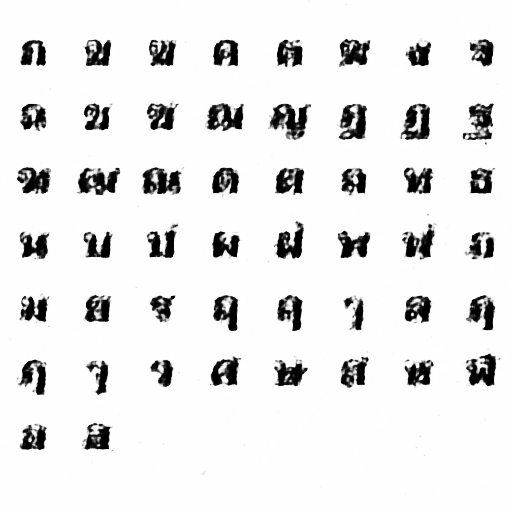 ก ข ฃ ค ฅ ฆ ง จ
ฉ ช ซ ฌ ญ ฎ ฏ ฐ
ฑ ฒ ณ ด ต ถ ท ธ
น บ ป ผ ฝ พ ฟ ภ
ม ย ร ฤ ฤ ๅ ล ฦ
ฦ ๅ ว ศ ษ ส ห ฬ
อ ฮ